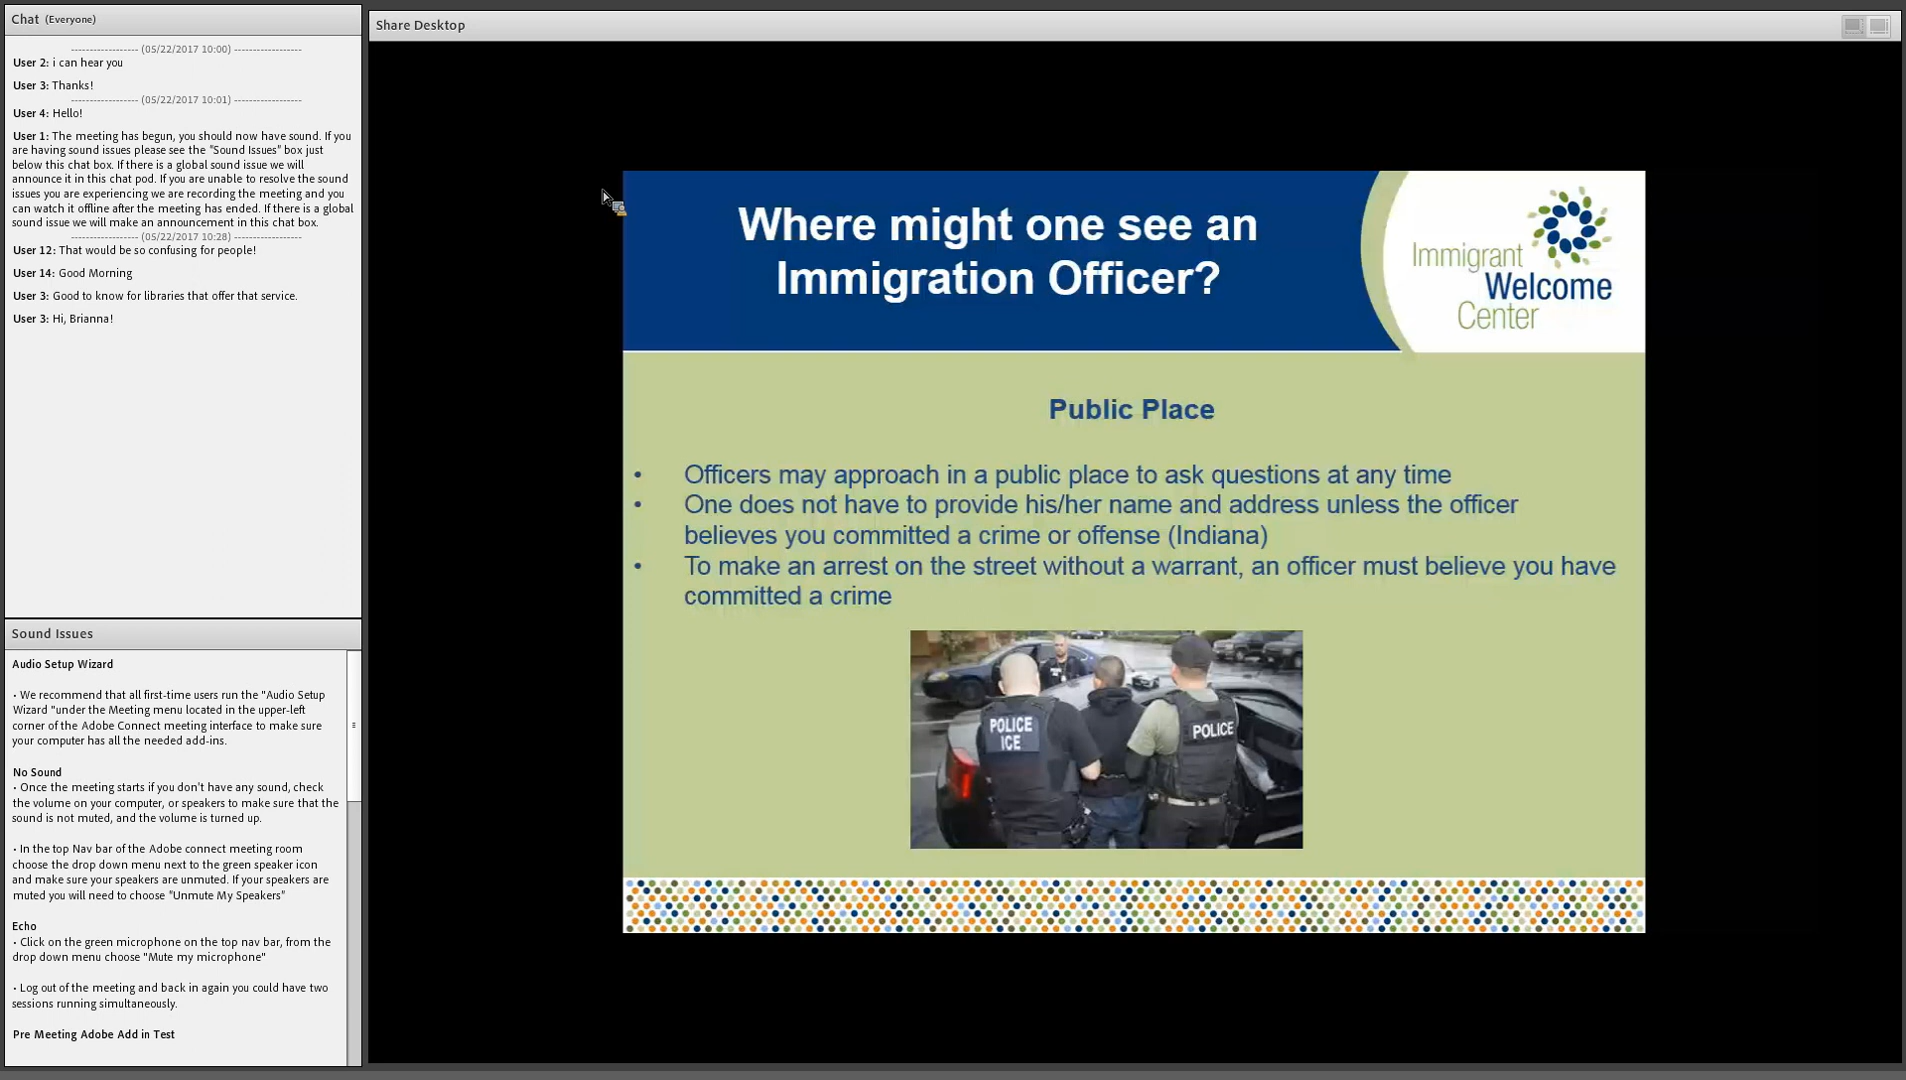 Chat (Everyone)
------------------ (05/22/2017 10:00) ------------------
User 2: i can hear you
User 3: Thanks!
------------------ (05/22/2017 10:01) ------------------
User 4: Hello!
User 1: The meeting has begun, you should now have sound. If you
are having sound issues please see the "Sound Issues" box just
below this chat box. If there is a global sound issue we will
announce it in this chat pod. If you are unable to resolve the sound
issues you are experiencing we are recording the meeting and you
can watch it offline after the meeting has ended. If there is a global
sound issue we will make an announcement in this chat box.
------------------ (05/22/2017 10:28) ------------------
User 12: That would be so confusing for people!
User 14: Good Morning
User 3: Good to know for libraries that offer that service.
User 3: Hi, Brianna!
Sound Issues
Audio Setup Wizard
• We recommend that all first-time users run the "Audio Setup
Wizard "under the Meeting menu located in the upper-left
corner of the Adobe Connect meeting interface to make sure
your computer has all the needed add-ins.
No Sound
• Once the meeting starts if you don't have any sound, check
the volume on your computer, or speakers to make sure that the
sound is not muted, and the volume is turned up.
• In the top Nav bar of the Adobe connect meeting room
choose the drop down menu next to the green speaker icon
and make sure your speakers are unmuted. If your speakers are
muted you will need to choose "Unmute My Speakers"
Echo
• Click on the green microphone on the top nav bar, from the
drop down menu choose "Mute my microphone"
• Log out of the meeting and back in again you could have two
sessions running simultaneously.
Pre Meeting Adobe Add in Test
Share Desktop
Where might one see an
Immigration Officer?
Immigrant
Welcome
Center
Public Place
• Officers may approach in a public place to ask questions at any time
• One does not have to provide his/her name and address unless the officer
believes you committed a crime or offense (Indiana)
• To make an arrest on the street without a warrant, an officer must believe you have
committed a crime
POLICE
ICE
POLICE